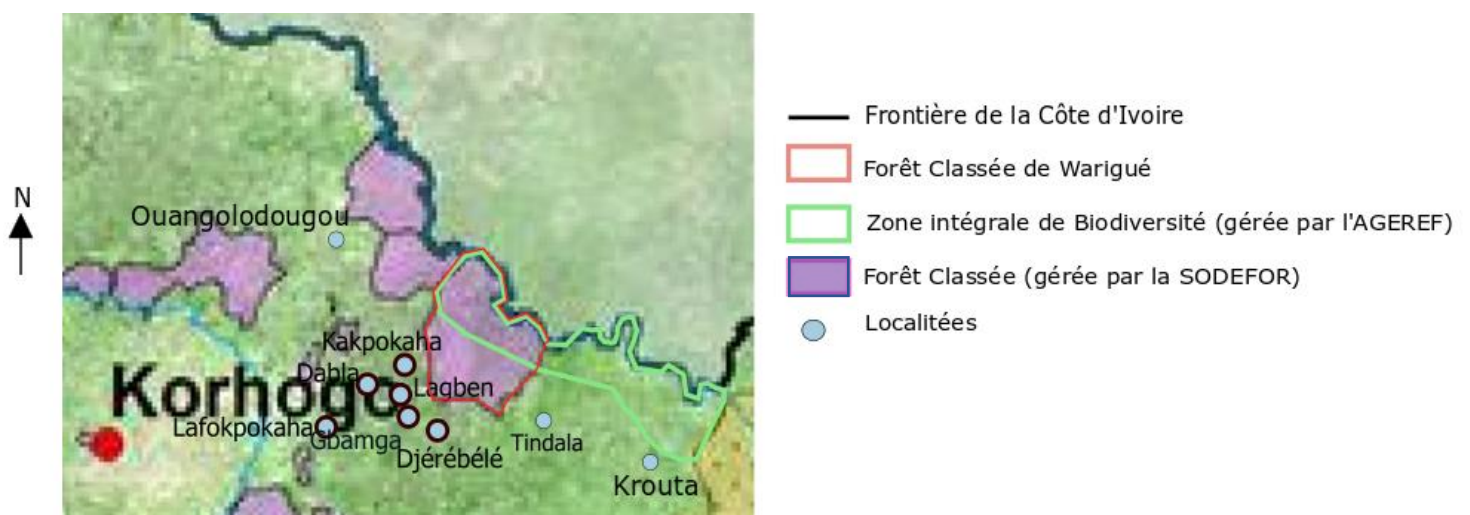 N
Ouangolodougou
Kakpokaha
Dabla
Korhogo
Lagben
Lafokpokaha
Gbamga
Djérébélé
Tindala
Krouta
Frontière de la Côte d'Ivoire
Forêt Classée de Warigué
Zone intégrale de Biodiversité (gérée par l'AGEREF)
Forêt Classée (gérée par la SODEFOR)
Localitées